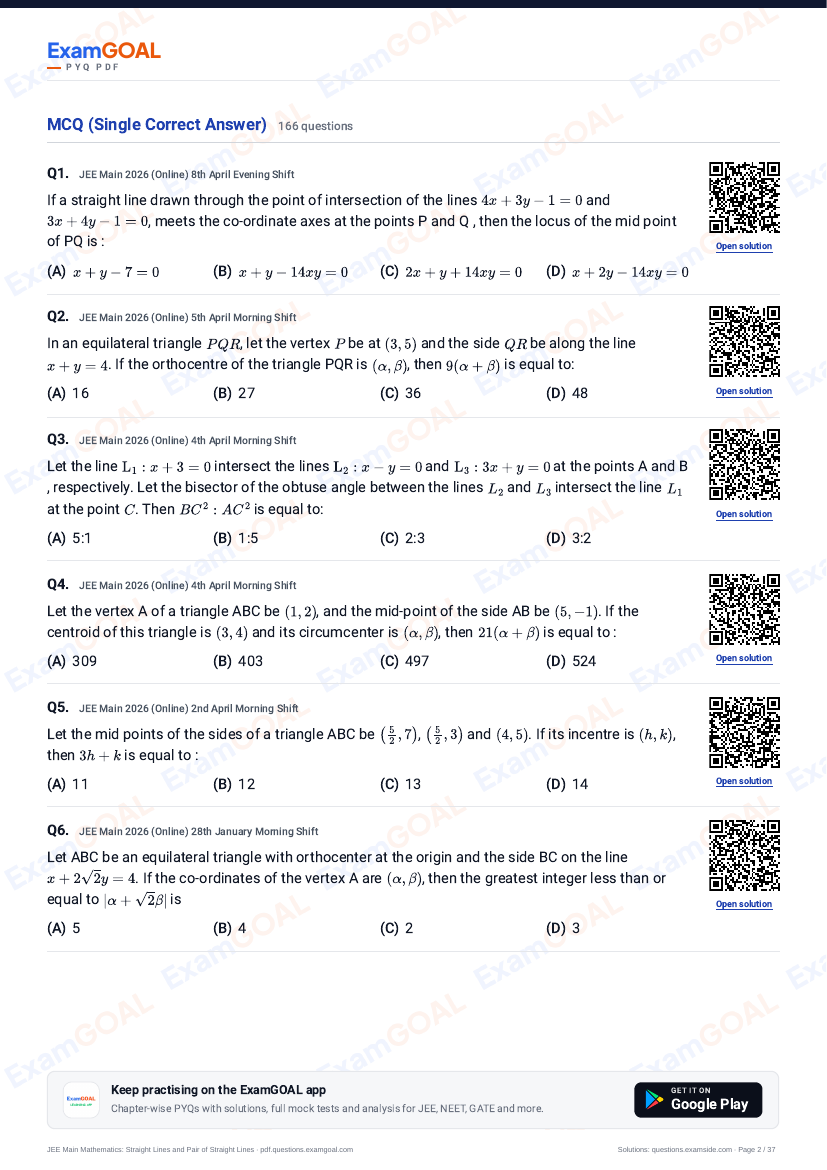 ExamGOAL
PYQ PDF
MCQ (Single Correct Answer) 166 questions
Q1. JEE Main 2026 (Online) 8th April Evening Shift
If a straight line drawn through the point of intersection of the lines 4x + 3y − 1 = 0 and
3x + 4y − 1 = 0, meets the co-ordinate axes at the points P and Q , then the locus of the mid point
of PQ is :
(A) x + y − 7 = 0 (B) x + y − 14xy = 0 (C) 2x + y + 14xy = 0 (D) x + 2y − 14xy = 0
Open solution
Q2. JEE Main 2026 (Online) 5th April Morning Shift
In an equilateral triangle PQR, let the vertex P be at (3, 5) and the side QR be along the line
x + y = 4. If the orthocentre of the triangle PQR is (α, β), then 9(α + β) is equal to:
(A) 16 (B) 27 (C) 36 (D) 48
Open solution
Q3. JEE Main 2026 (Online) 4th April Morning Shift
Let the line L₁ : x + 3 = 0 intersect the lines L₂ : x − y = 0 and L₃ : 3x + y = 0 at the points A and B
, respectively. Let the bisector of the obtuse angle between the lines L₂ and L₃ intersect the line L₁
at the point C. Then BC² : AC² is equal to:
(A) 5:1 (B) 1:5 (C) 2:3 (D) 3:2
Open solution
Q4. JEE Main 2026 (Online) 4th April Morning Shift
Let the vertex A of a triangle ABC be (1, 2), and the mid-point of the side AB be (5, −1). If the
centroid of this triangle is (3, 4) and its circumcenter is (α, β), then 21(α + β) is equal to :
(A) 309 (B) 403 (C) 497 (D) 524
Open solution
Q5. JEE Main 2026 (Online) 2nd April Morning Shift
Let the mid points of the sides of a triangle ABC be (5/2, 7), (5/2, 3) and (4, 5). If its incentre is (h, k),
then 3h + k is equal to :
(A) 11 (B) 12 (C) 13 (D) 14
Open solution
Q6. JEE Main 2026 (Online) 28th January Morning Shift
Let ABC be an equilateral triangle with orthocenter at the origin and the side BC on the line
x + 2√2y = 4. If the co-ordinates of the vertex A are (α, β), then the greatest integer less than or
equal to |α + √2β| is
(A) 5 (B) 4 (C) 2 (D) 3
Open solution
ExamGOAL
Keep practising on the ExamGOAL app
Chapter-wise PYQs with solutions, full mock tests and analysis for JEE, NEET, GATE and more.
GET IT ON
Google Play
JEE Main Mathematics: Straight Lines and Pair of Straight Lines · pdf.questions.examgoal.com
Solutions: questions.examside.com · Page 2 / 37